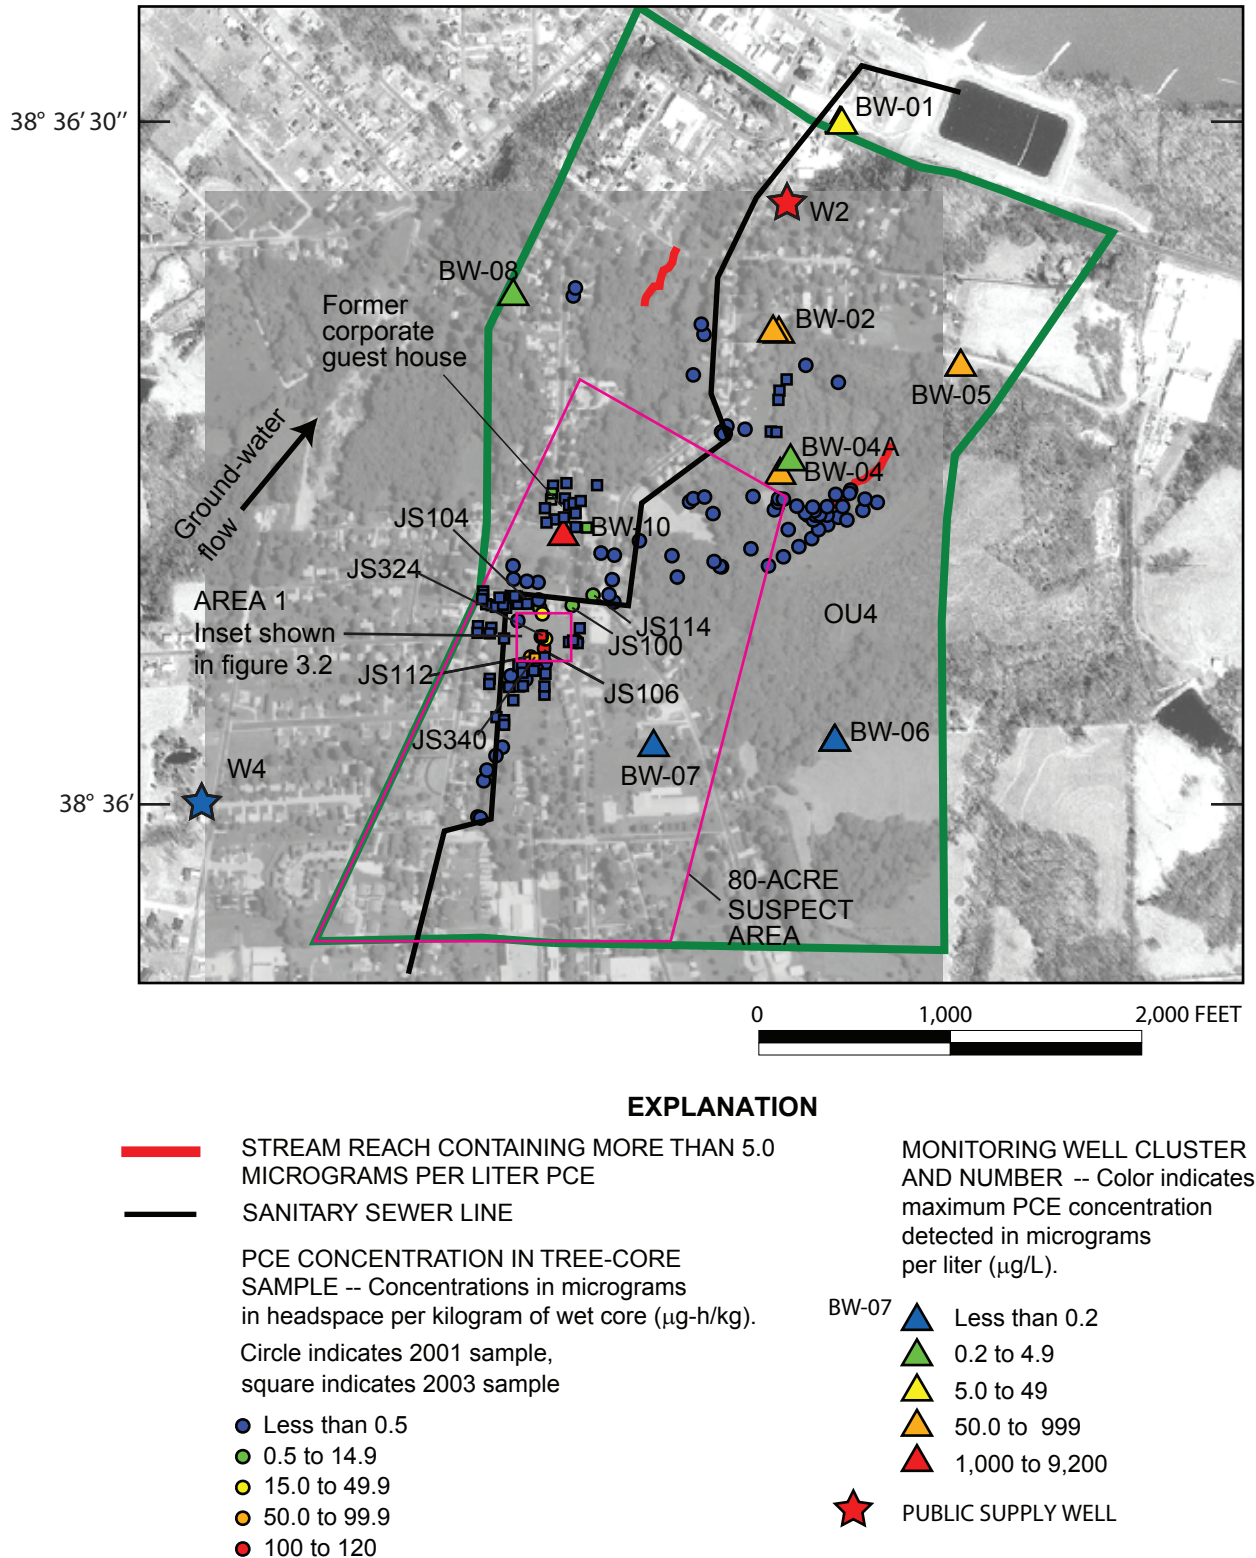 38° 36′ 30′′
BW-01
W2
BW-08
Former
corporate
guest house
BW-02
BW-05
Ground-water
flow
BW-04A
BW-04
JS104
BW-10
JS324
AREA 1
Inset shown
in figure 3.2
OU4
JS114
JS100
JS112
JS106
JS340
BW-06
W4
BW-07
38° 36′
80-ACRE
SUSPECT
AREA
0 1,000 2,000 FEET
EXPLANATION
STREAM REACH CONTAINING MORE THAN 5.0
MICROGRAMS PER LITER PCE
SANITARY SEWER LINE
PCE CONCENTRATION IN TREE-CORE
SAMPLE -- Concentrations in micrograms
in headspace per kilogram of wet core (µg-h/kg).
Circle indicates 2001 sample,
square indicates 2003 sample
Less than 0.5
0.5 to 14.9
15.0 to 49.9
50.0 to 99.9
100 to 120
MONITORING WELL CLUSTER
AND NUMBER -- Color indicates
maximum PCE concentration
detected in micrograms
per liter (µg/L).
BW-07
Less than 0.2
0.2 to 4.9
5.0 to 49
50.0 to 999
1,000 to 9,200
PUBLIC SUPPLY WELL